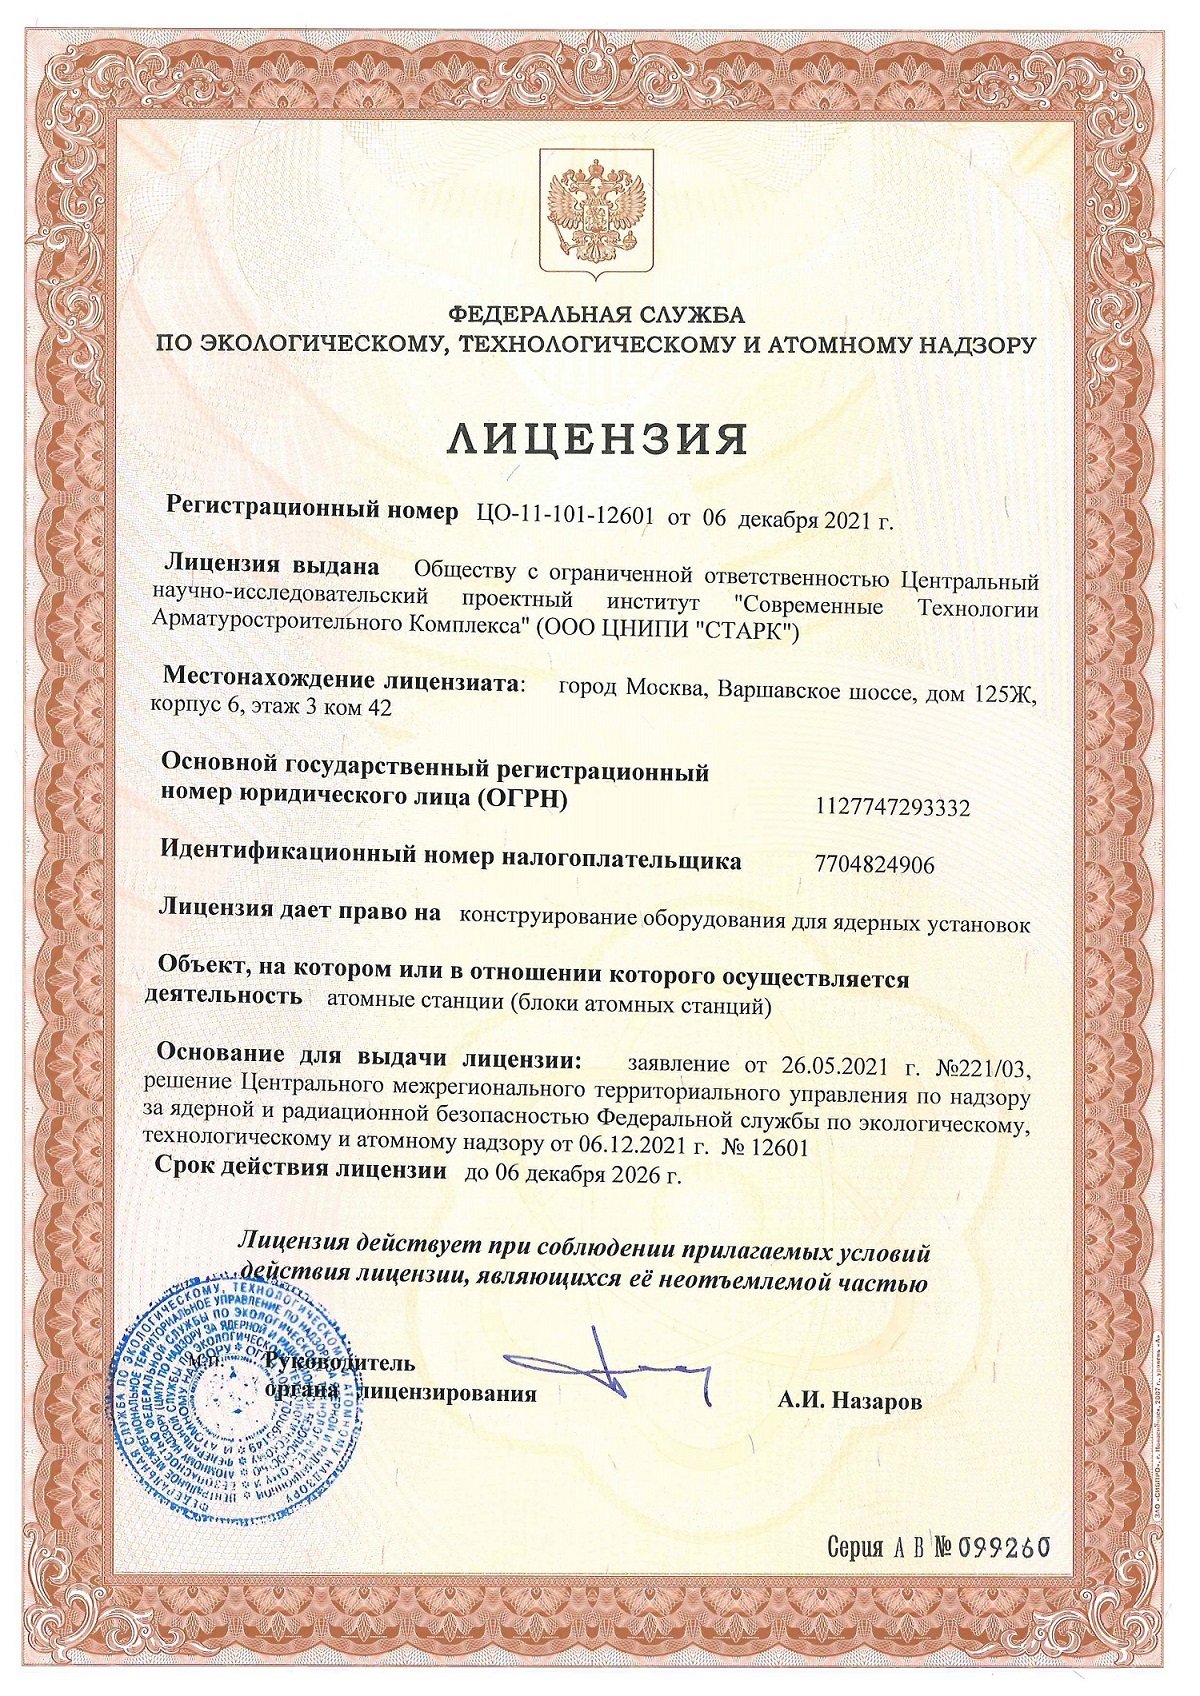 ФЕДЕРАЛЬНАЯ СЛУЖБА
ПО ЭКОЛОГИЧЕСКОМУ, ТЕХНОЛОГИЧЕСКОМУ И АТОМНОМУ НАДЗОРУ
ЛИЦЕНЗИЯ
Регистрационный номер ЦО-11-101-12601 от 06 декабря 2021 г.
Лицензия выдана Обществу с ограниченной ответственностью Центральный
научно-исследовательский проектный институт "Современные Технологии
Арматуростроительного Комплекса" (ООО ЦНИПИ "СТАРК")
Местонахождение лицензиата: город Москва, Варшавское шоссе, дом 125Ж,
корпус 6, этаж 3 ком 42
Основной государственный регистрационный
номер юридического лица (ОГРН) 1127747293332
Идентификационный номер налогоплательщика 7704824906
Лицензия дает право на конструирование оборудования для ядерных установок
Объект, на котором или в отношении которого осуществляется
деятельность атомные станции (блоки атомных станций)
Основание для выдачи лицензии: заявление от 26.05.2021 г. №221/03,
решение Центрального межрегионального территориального управления по надзору
за ядерной и радиационной безопасностью Федеральной службы по экологическому,
технологическому и атомному надзору от 06.12.2021 г. № 12601
Срок действия лицензии до 06 декабря 2026 г.
Лицензия действует при соблюдении прилагаемых условий
действия лицензии, являющихся её неотъемлемой частью
М.П. Руководитель
органа лицензирования А.И. Назаров
Серия А В № 099260